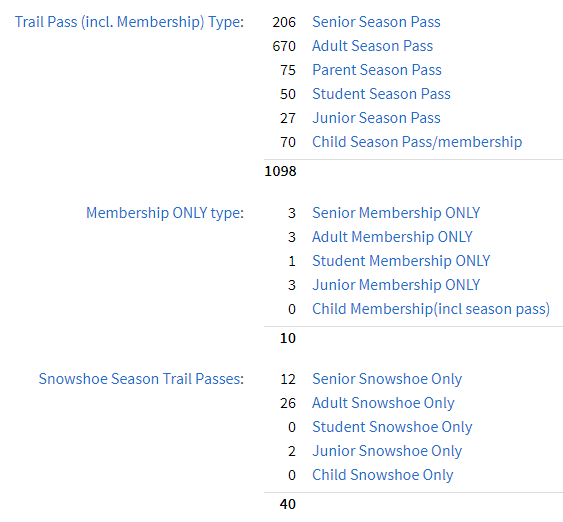 Trail Pass (incl. Membership) Type: 206 Senior Season Pass
670 Adult Season Pass
75 Parent Season Pass
50 Student Season Pass
27 Junior Season Pass
70 Child Season Pass/membership
1098
Membership ONLY type: 3 Senior Membership ONLY
3 Adult Membership ONLY
1 Student Membership ONLY
3 Junior Membership ONLY
0 Child Membership(incl season pass)
10
Snowshoe Season Trail Passes: 12 Senior Snowshoe Only
26 Adult Snowshoe Only
0 Student Snowshoe Only
2 Junior Snowshoe Only
0 Child Snowshoe Only
40